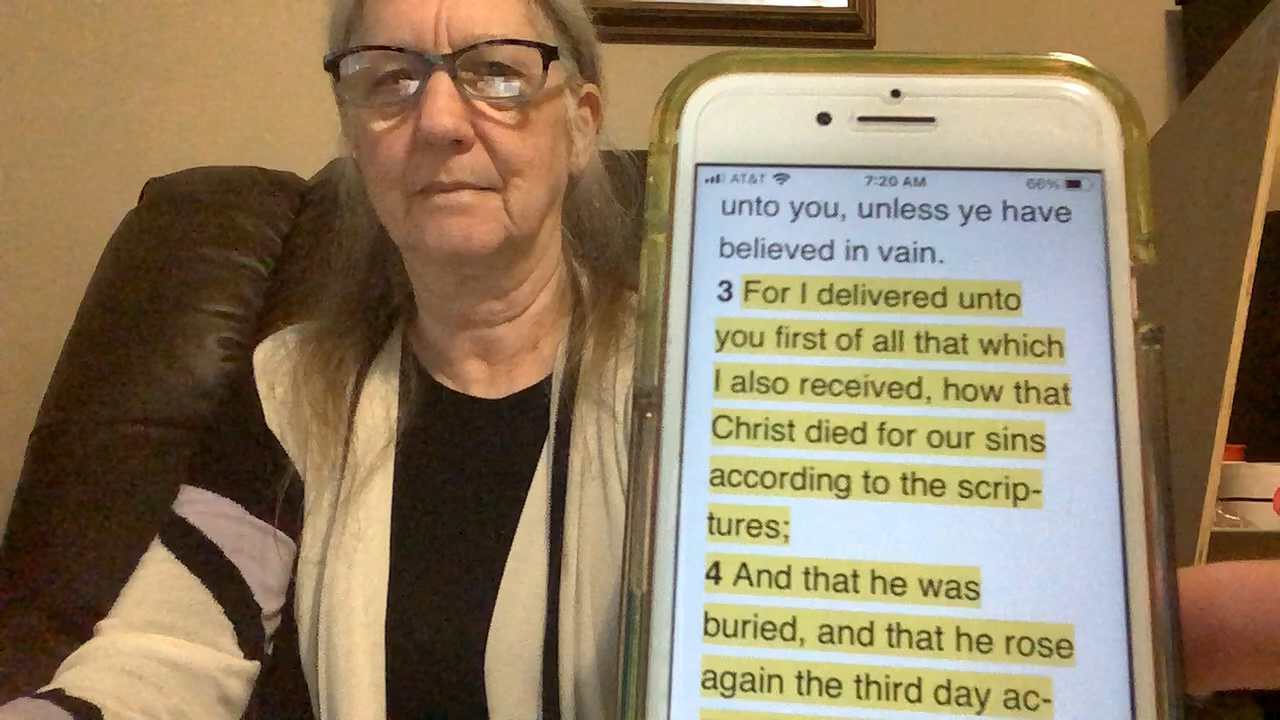 AT&T 7:20 AM 66%
unto you, unless ye have
believed in vain.
3 For I delivered unto
you first of all that which
I also received, how that
Christ died for our sins
according to the scrip-
tures;
4 And that he was
buried, and that he rose
again the third day ac-